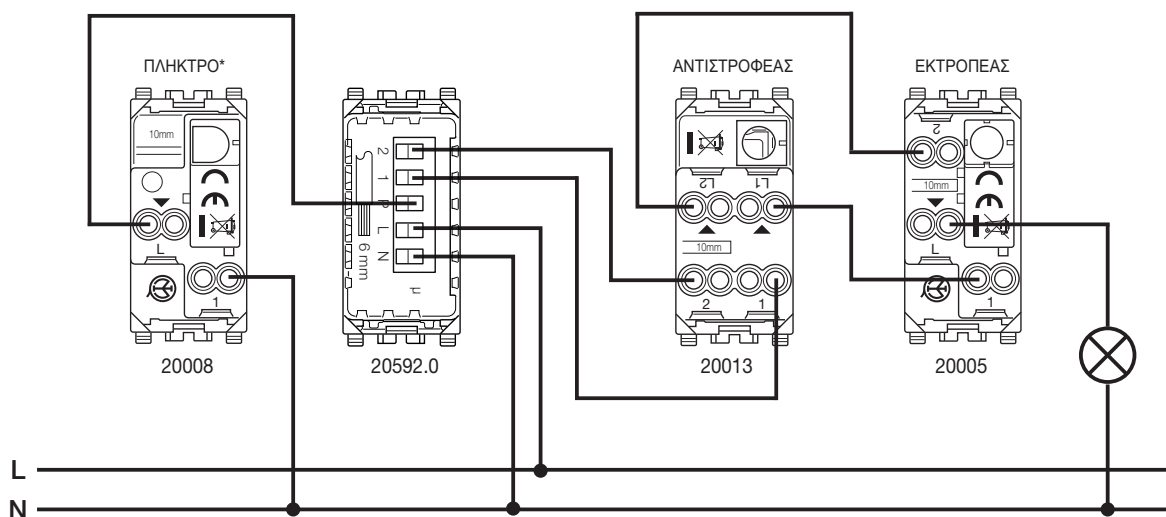 ΠΛΗΚΤΡΟ*
ΑΝΤΙΣΤΡΟΦΕΑΣ
ΕΚΤΡΟΠΕΑΣ
10mm
L
1
2
1
P
L
N
6 mm
µ
L2
L1
10mm
2
1
2
10mm
L
1
20008
20592.0
20013
20005
L
N